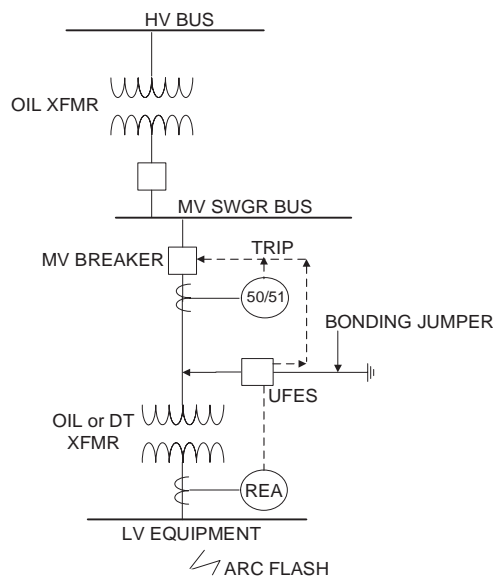 HV BUS
OIL XFMR
MV SWGR BUS
MV BREAKER
TRIP
50/51
BONDING JUMPER
UFES
OIL or DT
XFMR
REA
LV EQUIPMENT
ARC FLASH